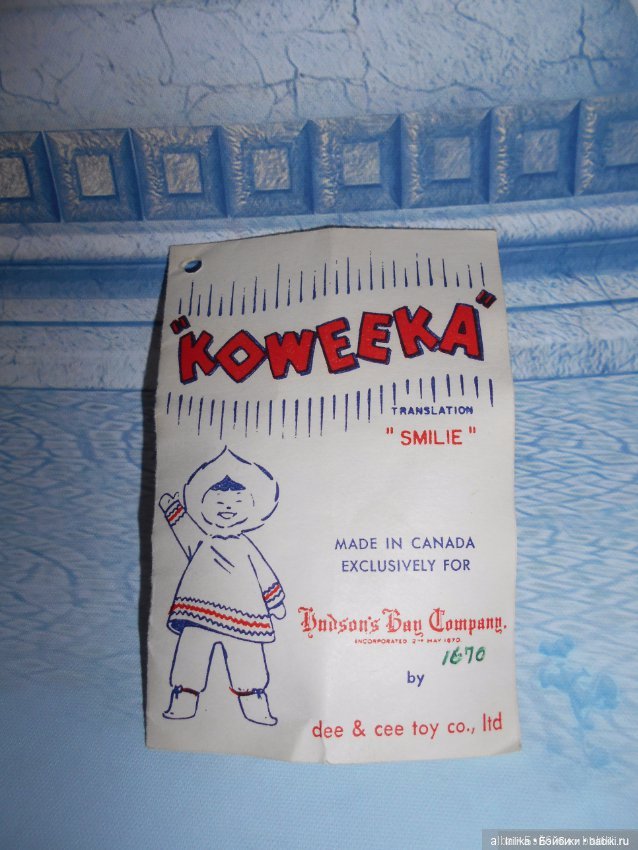 "KOWEEKA"
TRANSLATION
"SMILIE"
MADE IN CANADA
EXCLUSIVELY FOR
Hudson's Bay Company.
INCORPORATED 2ND MAY 1670.
1670
by
dee & cee toy co., ltd